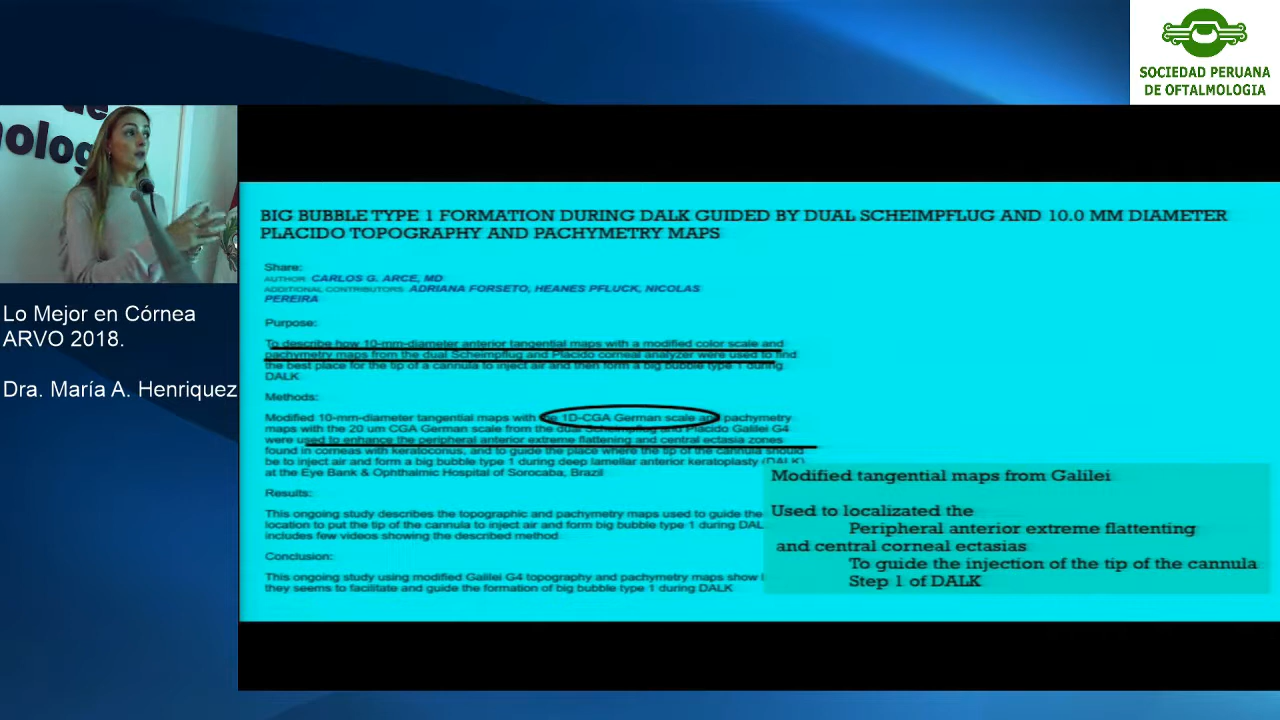 SOCIEDAD PERUANA
DE OFTALMOLOGIA
de
nolog
Lo Mejor en Córnea
ARVO 2018.
Dra. María A. Henriquez
BIG BUBBLE TYPE 1 FORMATION DURING DALK GUIDED BY DUAL SCHEIMPFLUG AND 10.0 MM DIAMETER
PLACIDO TOPOGRAPHY AND PACHYMETRY MAPS
Share:
AUTHOR: CARLOS G. ARCE, MD
ADDITIONAL CONTRIBUTORS: ADRIANA FORSETO, HEANES PFLUCK, NICOLAS
PEREIRA
Purpose:
To describe how 10-mm-diameter anterior tangential maps with a modified color scale and
pachymetry maps from the dual Scheimpflug and Placido corneal analyzer were used to find
the best place for the tip of a cannula to inject air and then form a big bubble type 1 during
DALK
Methods:
Modified 10-mm-diameter tangential maps with the 1D-CGA German scale and pachymetry
maps with the 20 um CGA German scale from the dual Scheimpflug and Placido Galilei G4
were used to enhance the peripheral anterior extreme flattening and central ectasia zones
found in corneas with keratoconus, and to guide the place where the tip of the cannula should
be to inject air and form a big bubble type 1 during deep lamellar anterior keratoplasty (DALK)
at the Eye Bank & Ophthalmic Hospital of Sorocaba, Brazil
Results:
This ongoing study describes the topographic and pachymetry maps used to guide the
location to put the tip of the cannula to inject air and form big bubble type 1 during DAL
includes few videos showing the described method
Conclusion:
This ongoing study using modified Galilei G4 topography and pachymetry maps show
they seems to facilitate and guide the formation of big bubble type 1 during DALK
Modified tangential maps from Galilei
Used to localizated the
Peripheral anterior extreme flattenting
and central corneal ectasias
To guide the injection of the tip of the cannula
Step 1 of DALK